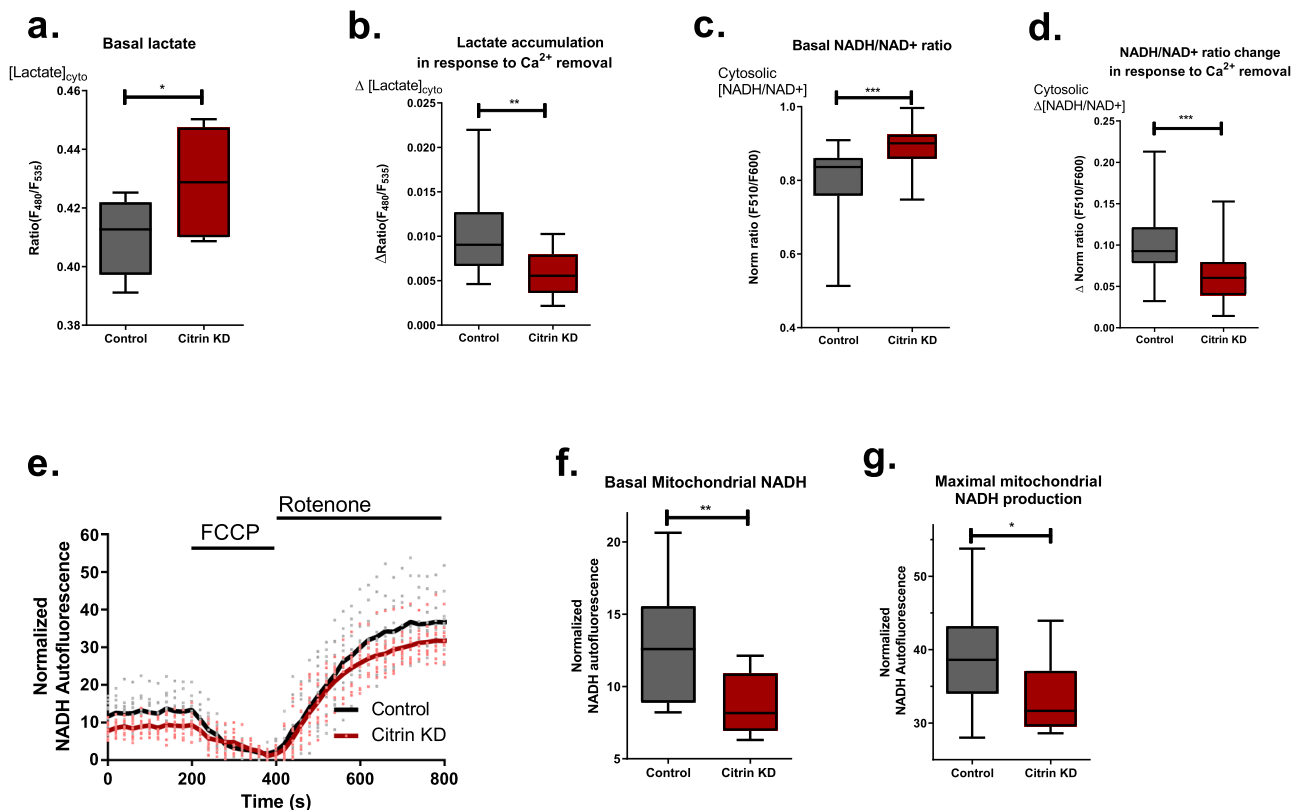 a.
Basal lactate
[Lactate]cyto
*
0.46
0.44
0.42
0.40
0.38
Ratio(F480/F535)
Control
Citrin KD
b.
Lactate accumulation
in response to Ca2+ removal
Δ [Lactate]cyto
**
0.025
0.020
0.015
0.010
0.005
0.000
ΔRatio(F480/F535)
Control
Citrin KD
c.
Basal NADH/NAD+ ratio
Cytosolic
[NADH/NAD+]
***
1.0
0.8
0.6
0.4
Norm ratio (F510/F600)
Control
Citrin KD
d.
NADH/NAD+ ratio change
in response to Ca2+ removal
Cytosolic
Δ[NADH/NAD+]
***
0.25
0.20
0.15
0.10
0.05
0.00
Δ Norm ratio (F510/F600)
Control
Citrin KD
e.
Rotenone
FCCP
60
50
40
30
20
10
0
Normalized
NADH Autofluorescence
Control
Citrin KD
0
200
400
600
800
Time (s)
f.
Basal Mitochondrial NADH
**
20
15
10
5
Normalized
NADH autofluorescence
Control
Citrin KD
g.
Maximal mitochondrial
NADH production
*
50
40
30
Normalized
NADH Autofluorescence
Control
Citrin KD